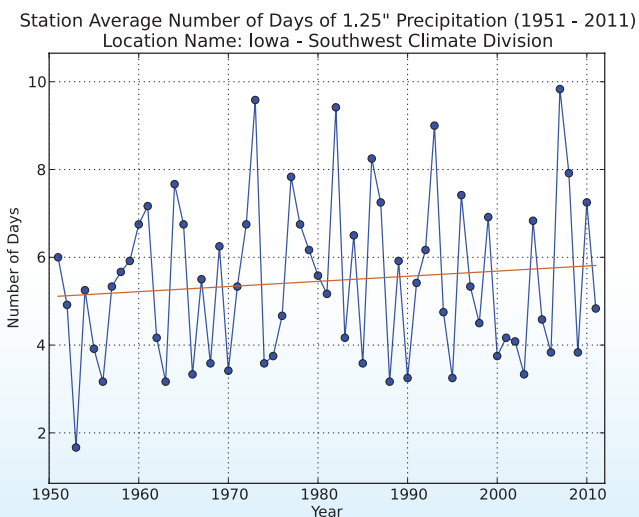 Station Average Number of Days of 1.25" Precipitation (1951 - 2011)
Location Name: Iowa - Southwest Climate Division
Number of Days
10
8
6
4
2
1950 1960 1970 1980 1990 2000 2010
Year